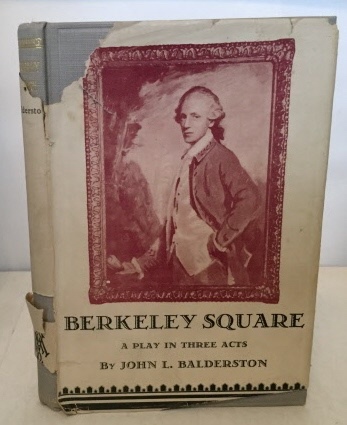 BERKELEY SQUARE
A PLAY IN THREE ACTS
By JOHN L. BALDERSTON